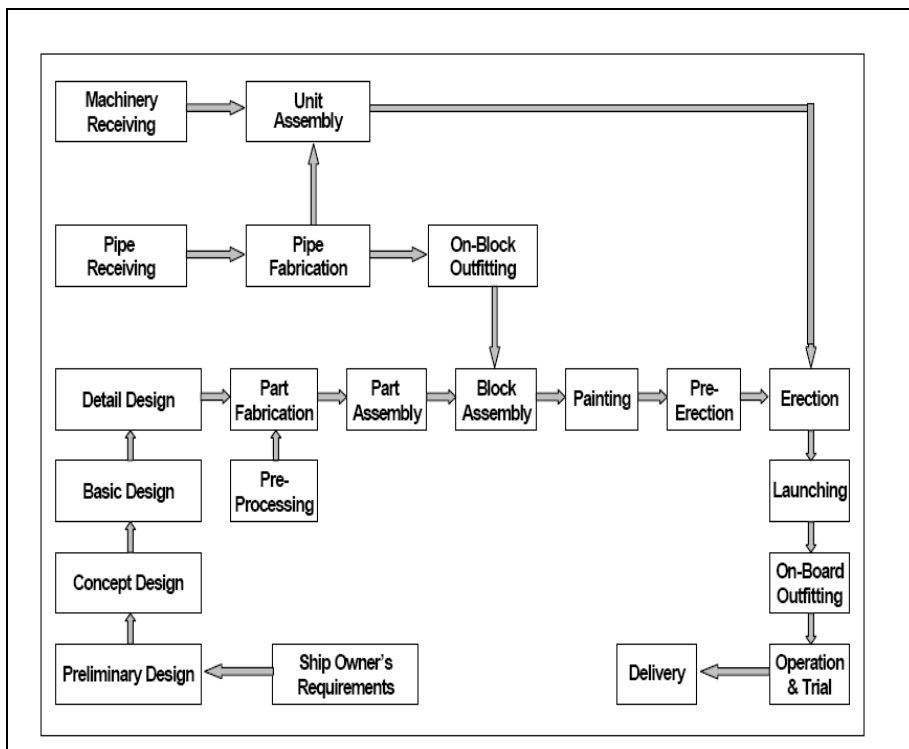 Machinery
Receiving
Unit
Assembly
Pipe
Receiving
Pipe
Fabrication
On-Block
Outfitting
Detail Design
Part
Fabrication
Part
Assembly
Block
Assembly
Painting
Pre-
Erection
Erection
Basic Design
Pre-
Processing
Launching
Concept Design
On-Board
Outfitting
Preliminary Design
Ship Owner's
Requirements
Delivery
Operation
& Trial